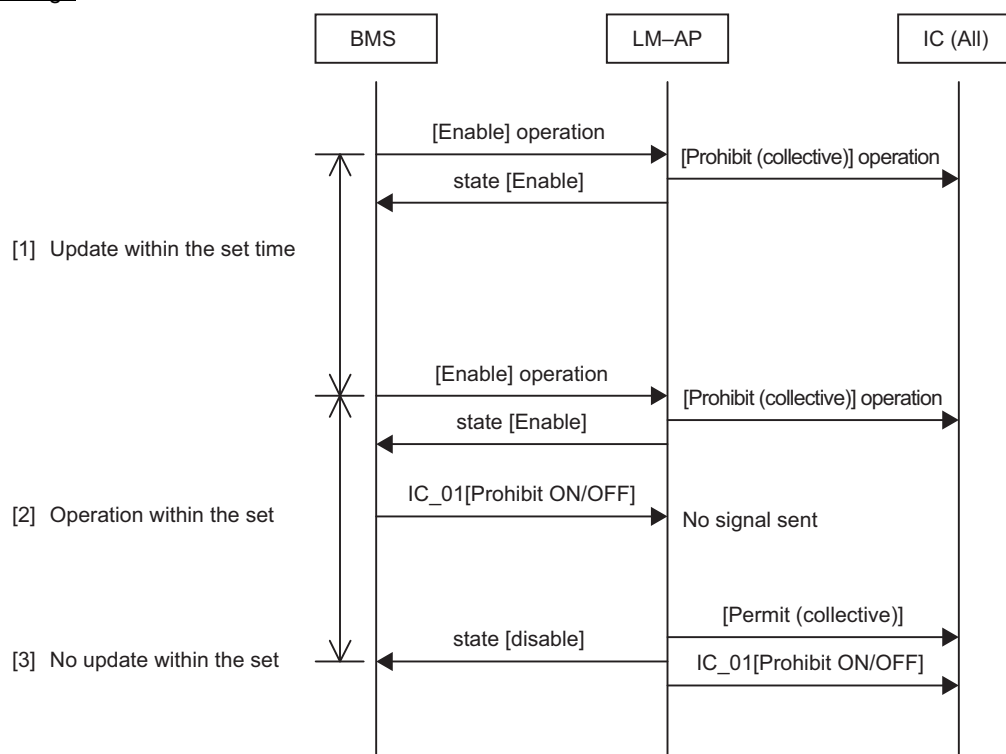 BMS
LM–AP
IC (All)
[Enable] operation
[Prohibit (collective)] operation
state [Enable]
[1] Update within the set time
[Enable] operation
[Prohibit (collective)] operation
state [Enable]
IC_01[Prohibit ON/OFF]
[2] Operation within the set
No signal sent
[Permit (collective)]
state [disable]
[3] No update within the set
IC_01[Prohibit ON/OFF]